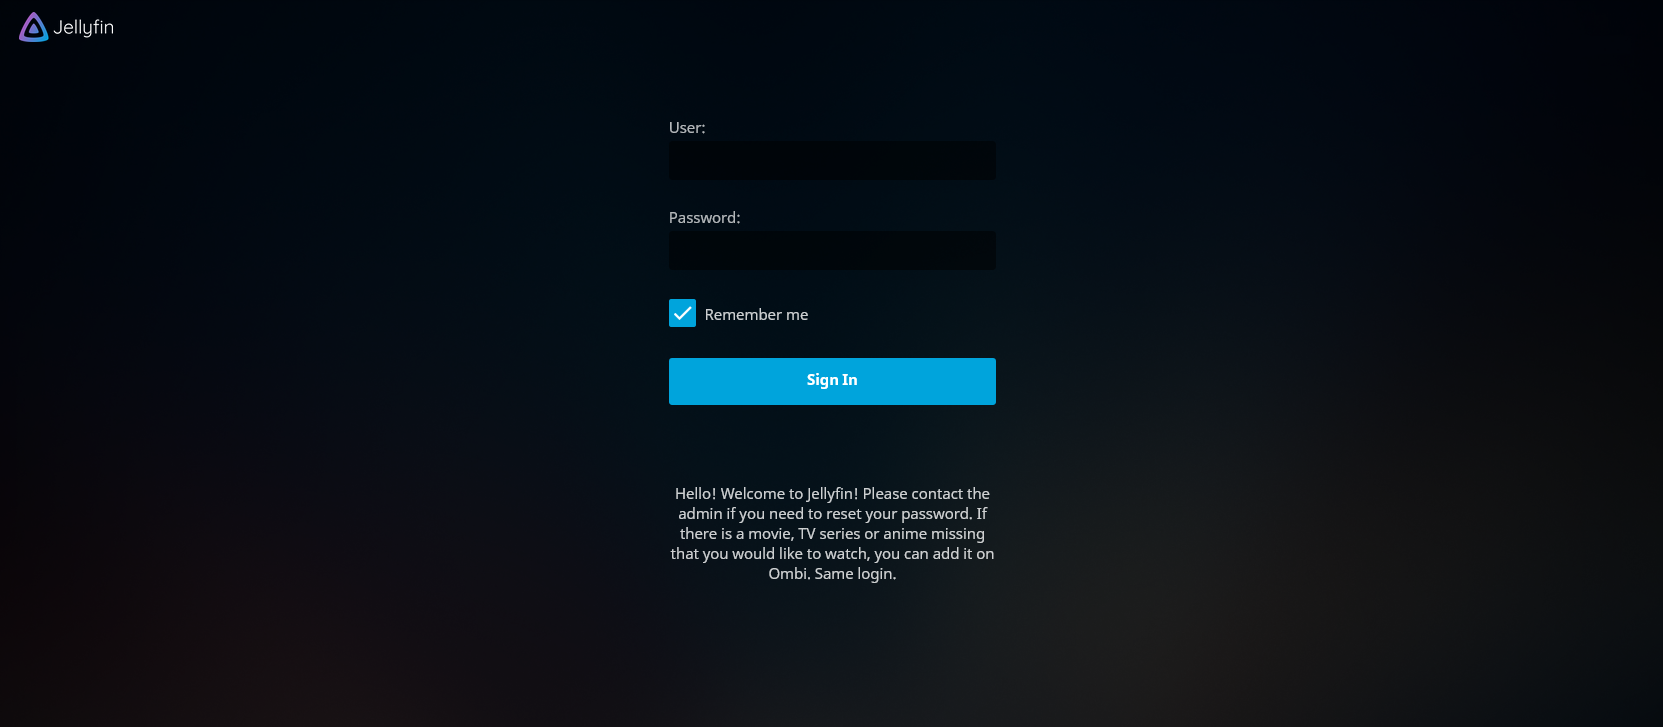 Jellyfin
User:
Password:
Remember me
Sign In
Hello! Welcome to Jellyfin! Please contact the
admin if you need to reset your password. If
there is a movie, TV series or anime missing
that you would like to watch, you can add it on
Ombi. Same login.